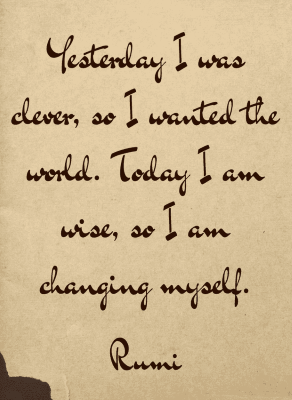 Yesterday I was
clever, so I wanted the
world. Today I am
wise, so I am
changing myself.
Rumi